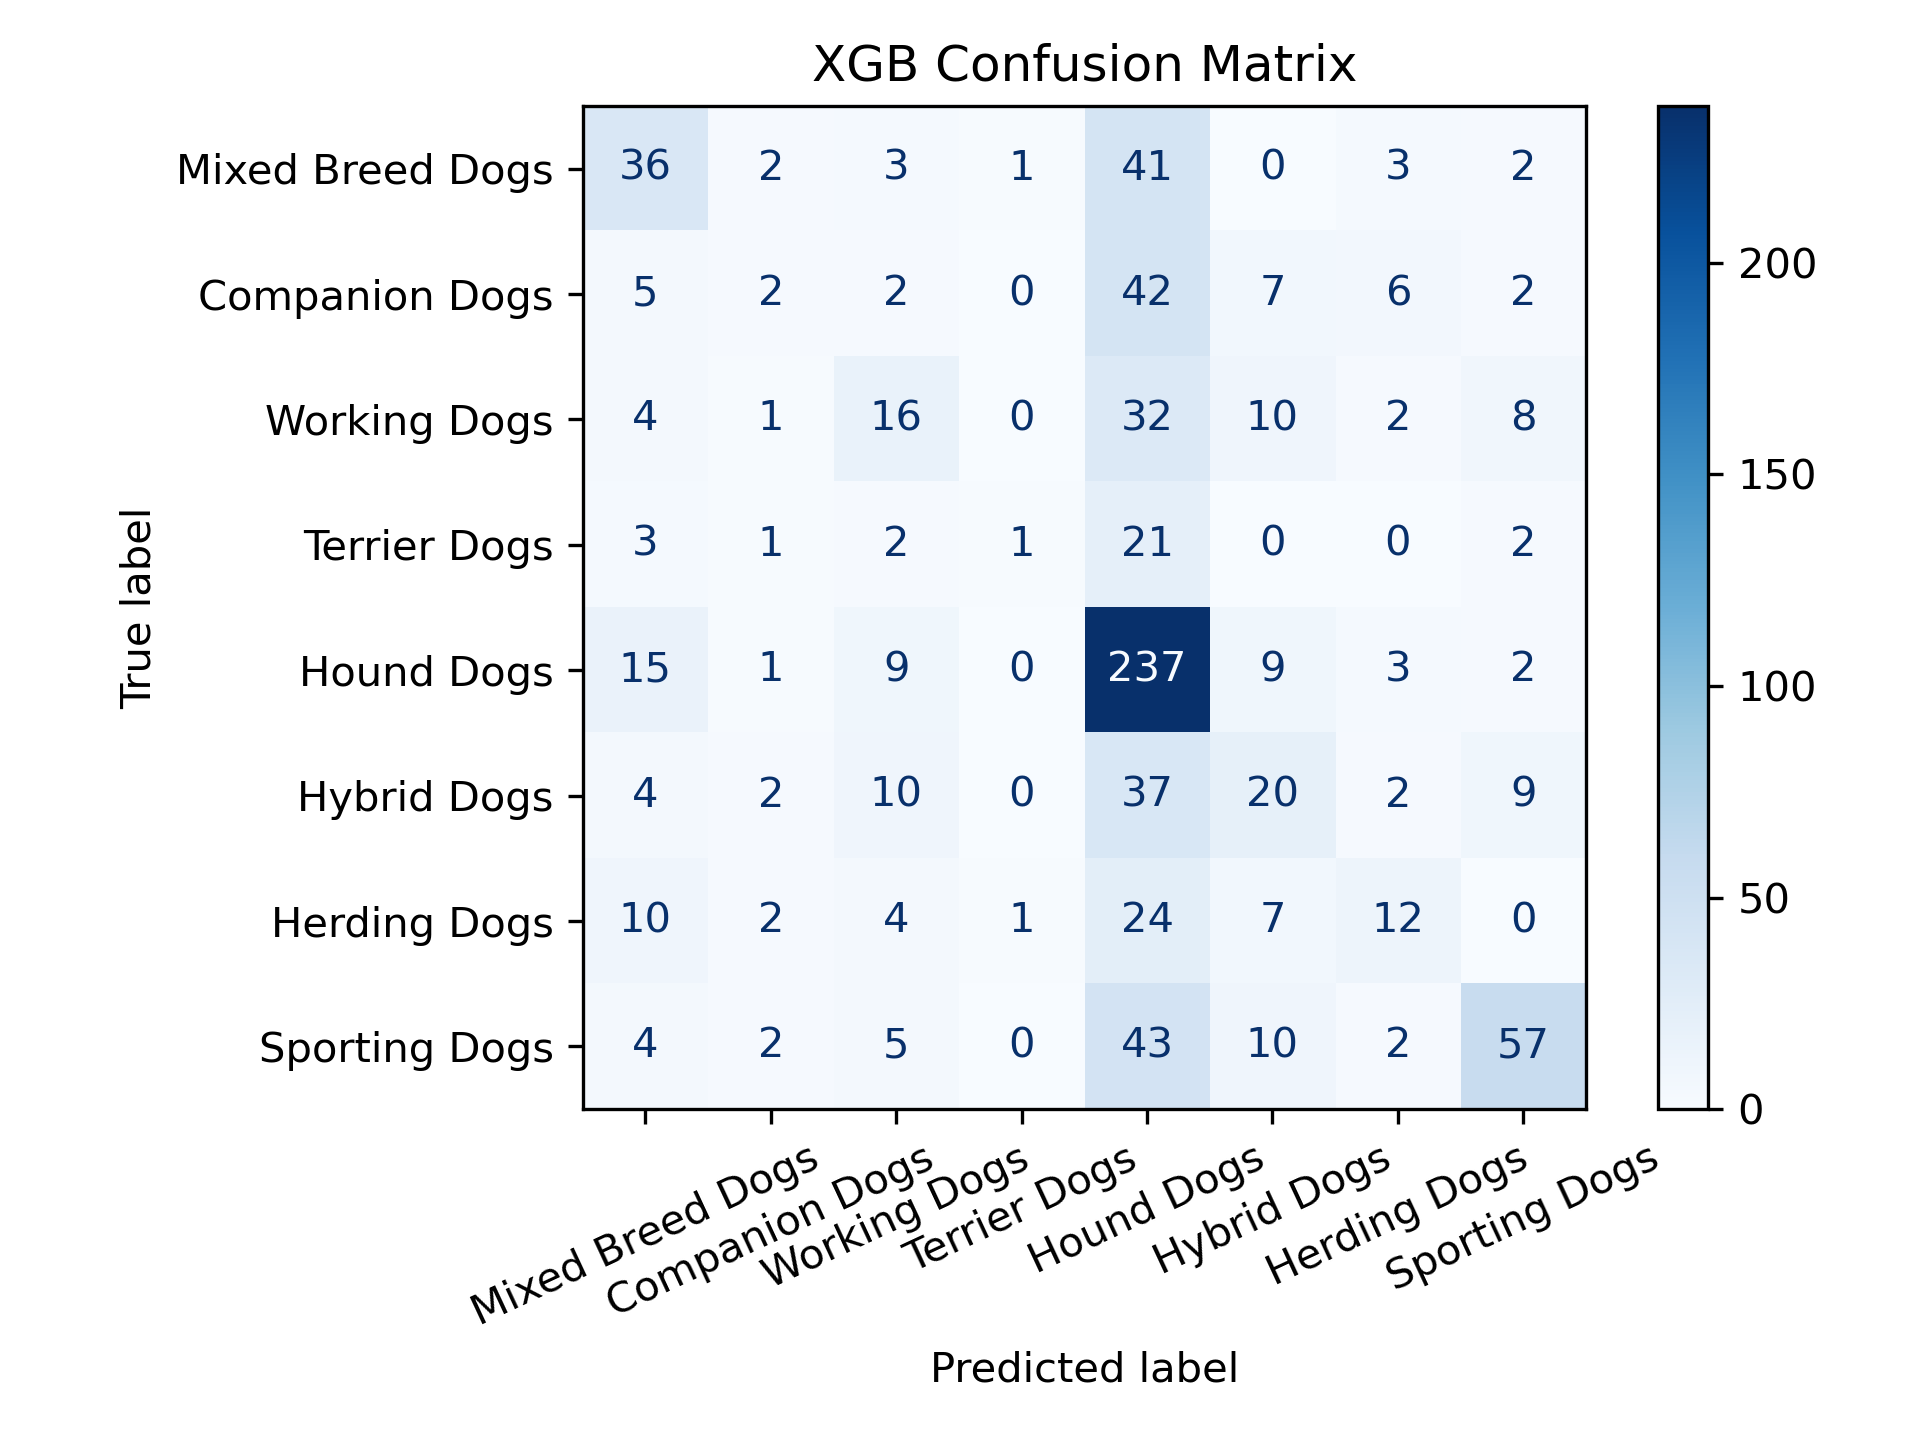 XGB Confusion Matrix
Mixed Breed Dogs 36 2 3 1 41 0 3 2
Companion Dogs 5 2 2 0 42 7 6 2
Working Dogs 4 1 16 0 32 10 2 8
Terrier Dogs 3 1 2 1 21 0 0 2
Hound Dogs 15 1 9 0 237 9 3 2
Hybrid Dogs 4 2 10 0 37 20 2 9
Herding Dogs 10 2 4 1 24 7 12 0
Sporting Dogs 4 2 5 0 43 10 2 57
True label
Mixed Breed Dogs
Companion Dogs
Working Dogs
Terrier Dogs
Hound Dogs
Hybrid Dogs
Herding Dogs
Sporting Dogs
Predicted label
200
150
100
50
0